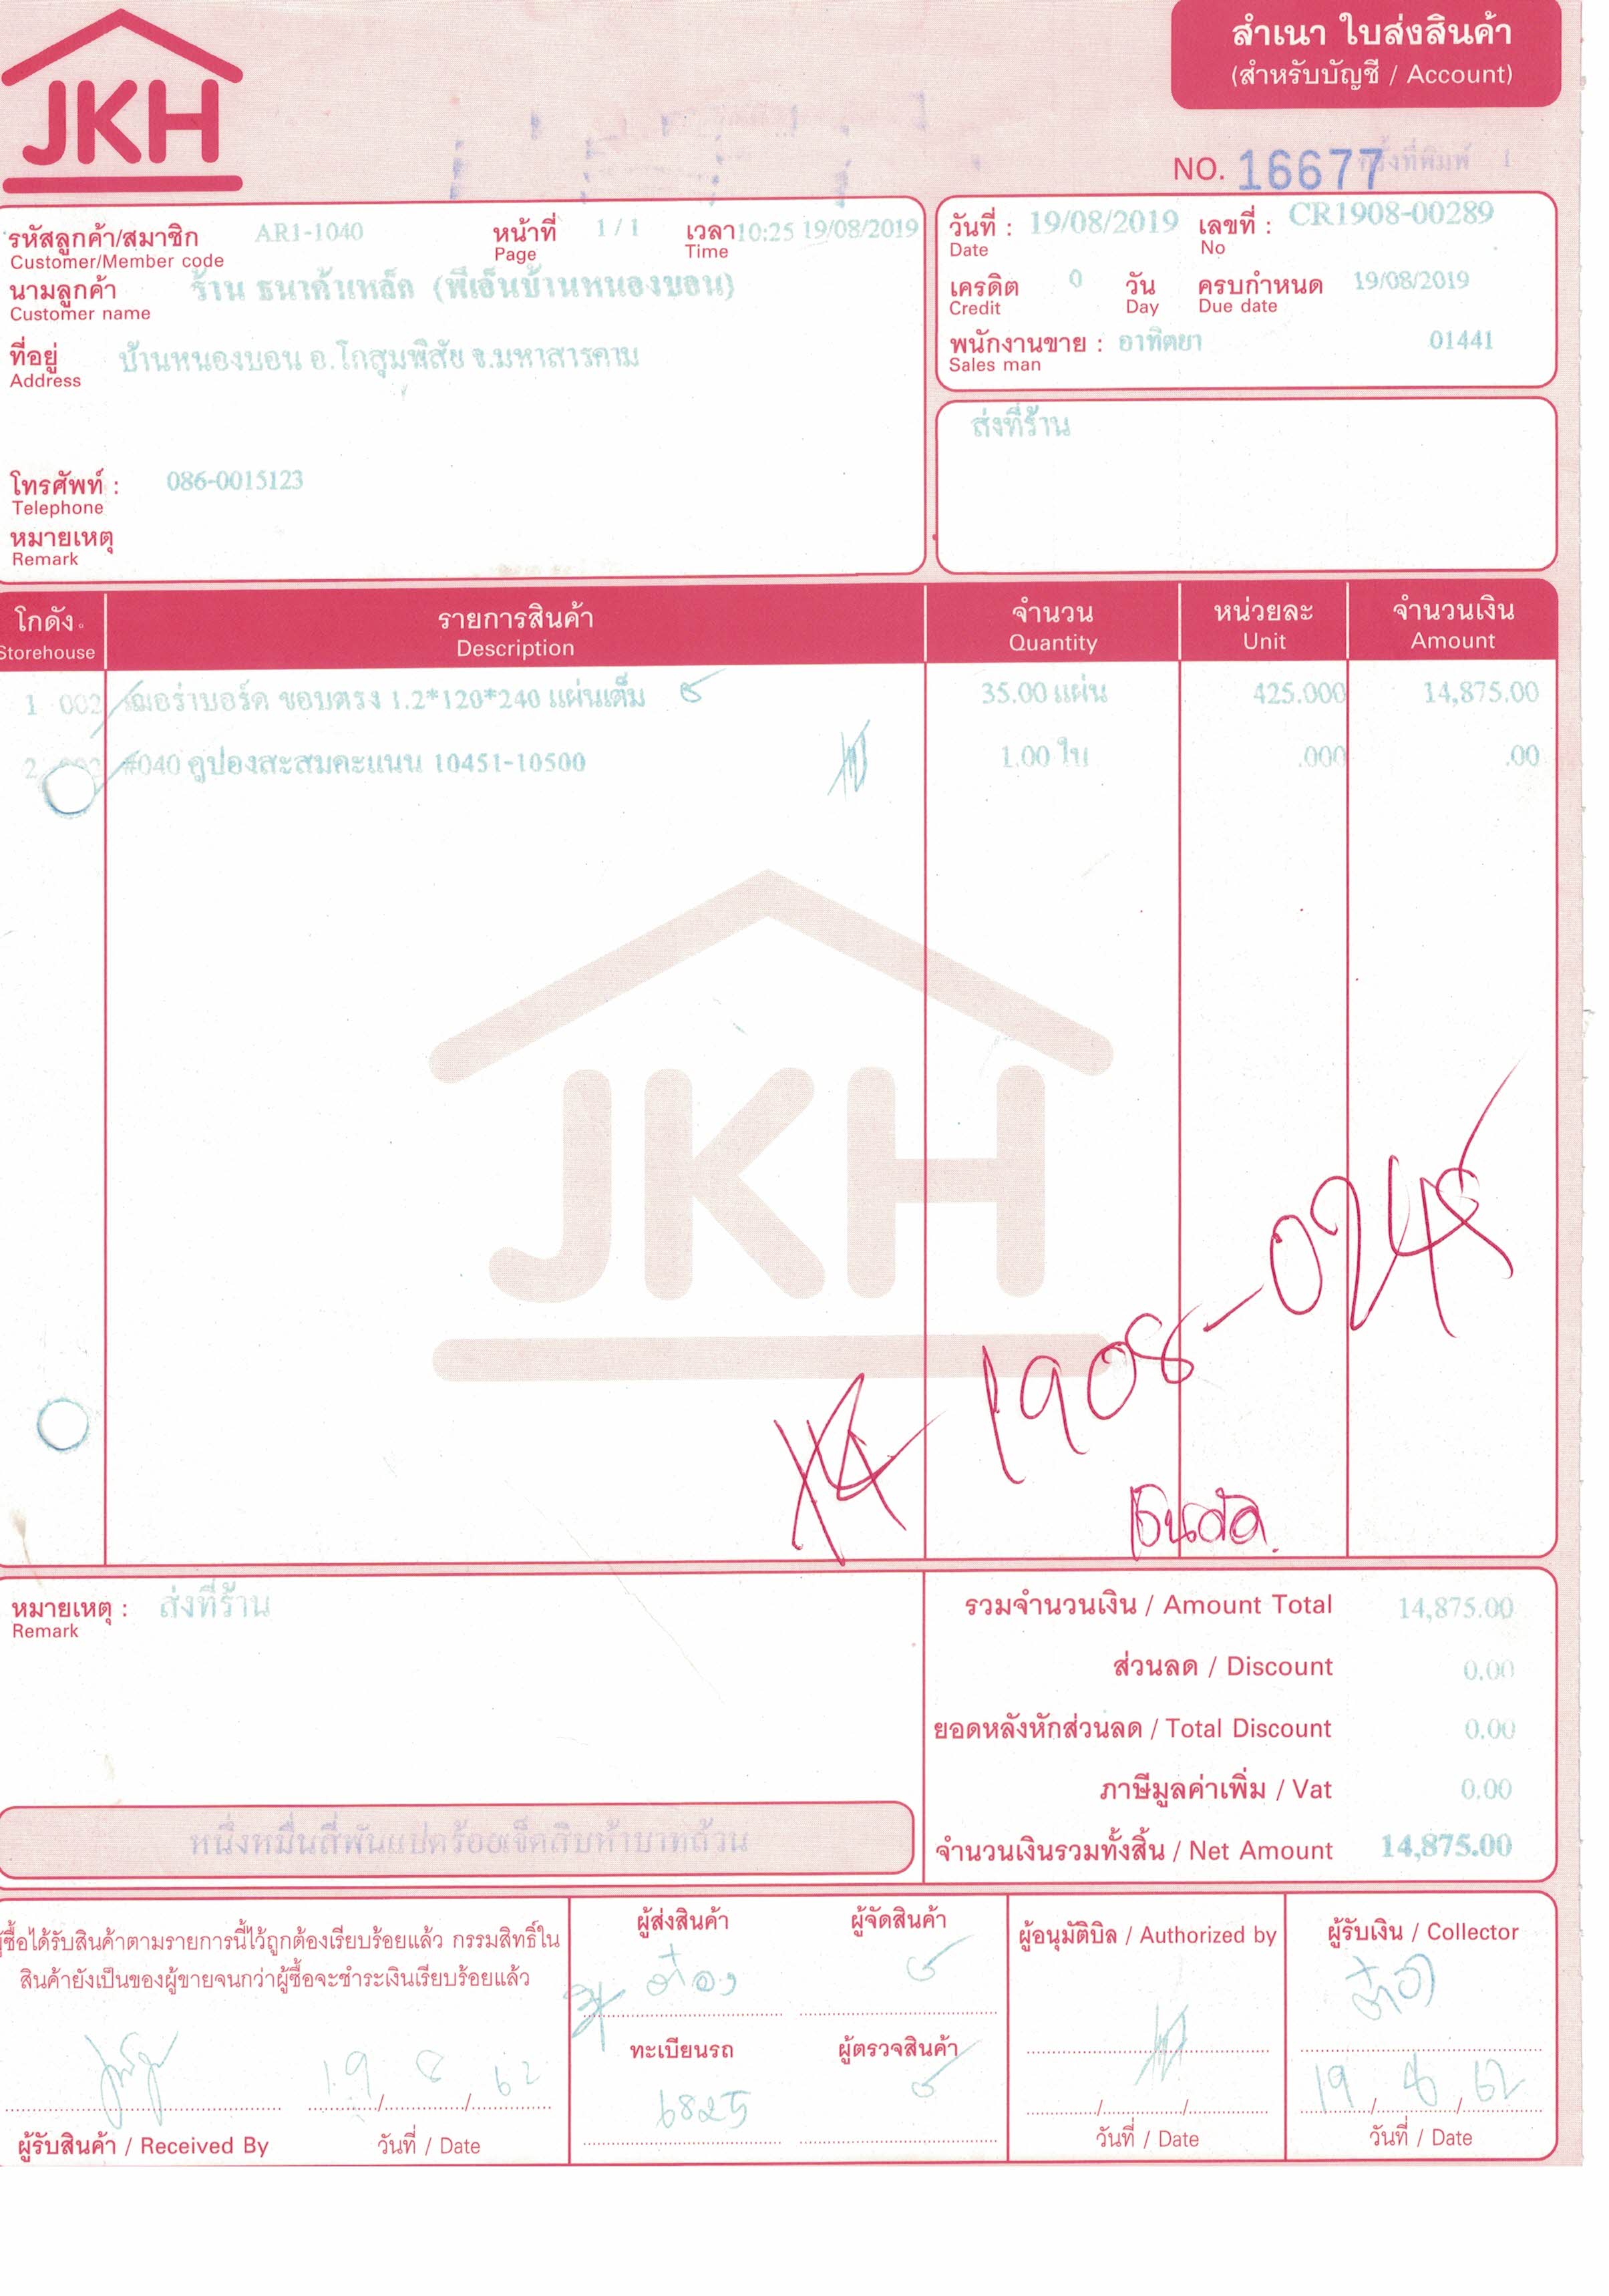 JKH
สำเนา ใบส่งสินค้า
(สำหรับบัญชี / Account)
NO. 16677 ครั้งที่พิมพ์ 1
รหัสลูกค้า/สมาชิก AR1-1040 หน้าที่ 1 / 1 เวลา 10:25 19/08/2019
Customer/Member code Page Time
นามลูกค้า ร้าน ธนาค้าเหล็ก (พีเอ็นบ้านหนองบอน)
Customer name
ที่อยู่ บ้านหนองบอน อ.โกสุมพิสัย จ.มหาสารคาม
Address
โทรศัพท์ : 086-0015123
Telephone
หมายเหตุ
Remark
วันที่ : 19/08/2019 เลขที่ : CR1908-00289
Date No
เครดิต 0 วัน ครบกำหนด 19/08/2019
Credit Day Due date
พนักงานขาย : อาทิตยา 01441
Sales man
ส่งที่ร้าน
โกดัง รายการสินค้า จำนวน หน่วยละ จำนวนเงิน
Storehouse Description Quantity Unit Amount
1 002 เฌอร่าบอร์ด ขอบตรง 1.2*120*240 แผ่นเต็ม 35.00 แผ่น 425.000 14,875.00
2 002 #040 คูปองสะสมคะแนน 10451-10500 1.00 ใบ .000 .00
JKH
1908-024
เงินสด
หมายเหตุ : ส่งที่ร้าน
Remark
รวมจำนวนเงิน / Amount Total 14,875.00
ส่วนลด / Discount 0.00
ยอดหลังหักส่วนลด / Total Discount 0.00
ภาษีมูลค่าเพิ่ม / Vat 0.00
หนึ่งหมื่นสี่พันแปดร้อยเจ็ดสิบห้าบาทถ้วน
จำนวนเงินรวมทั้งสิ้น / Net Amount 14,875.00
ผู้ซื้อได้รับสินค้าตามรายการนี้ไว้ถูกต้องเรียบร้อยแล้ว กรรมสิทธิ์ใน
สินค้ายังเป็นของผู้ขายจนกว่าผู้ซื้อจะชำระเงินเรียบร้อยแล้ว
19/8/62
ผู้รับสินค้า / Received By วันที่ / Date
ผู้ส่งสินค้า ผู้จัดสินค้า
ต๋อง
ทะเบียนรถ ผู้ตรวจสินค้า
6825
ผู้อนุมัติบิล / Authorized by
วันที่ / Date
ผู้รับเงิน / Collector
19/8/62
วันที่ / Date